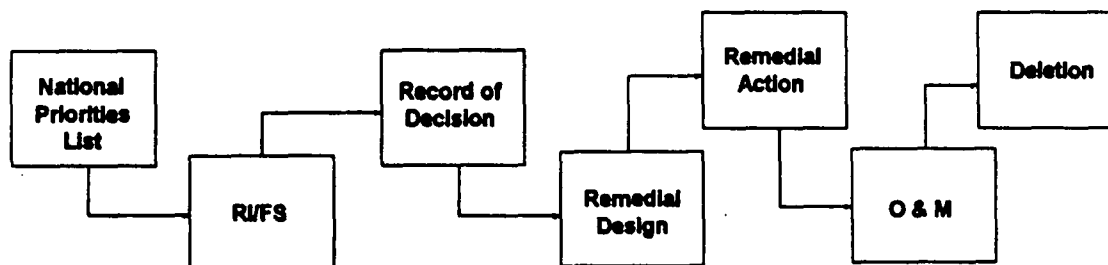 National
Priorities
List
RI/FS
Record of
Decision
Remedial
Design
Remedial
Action
O & M
Deletion